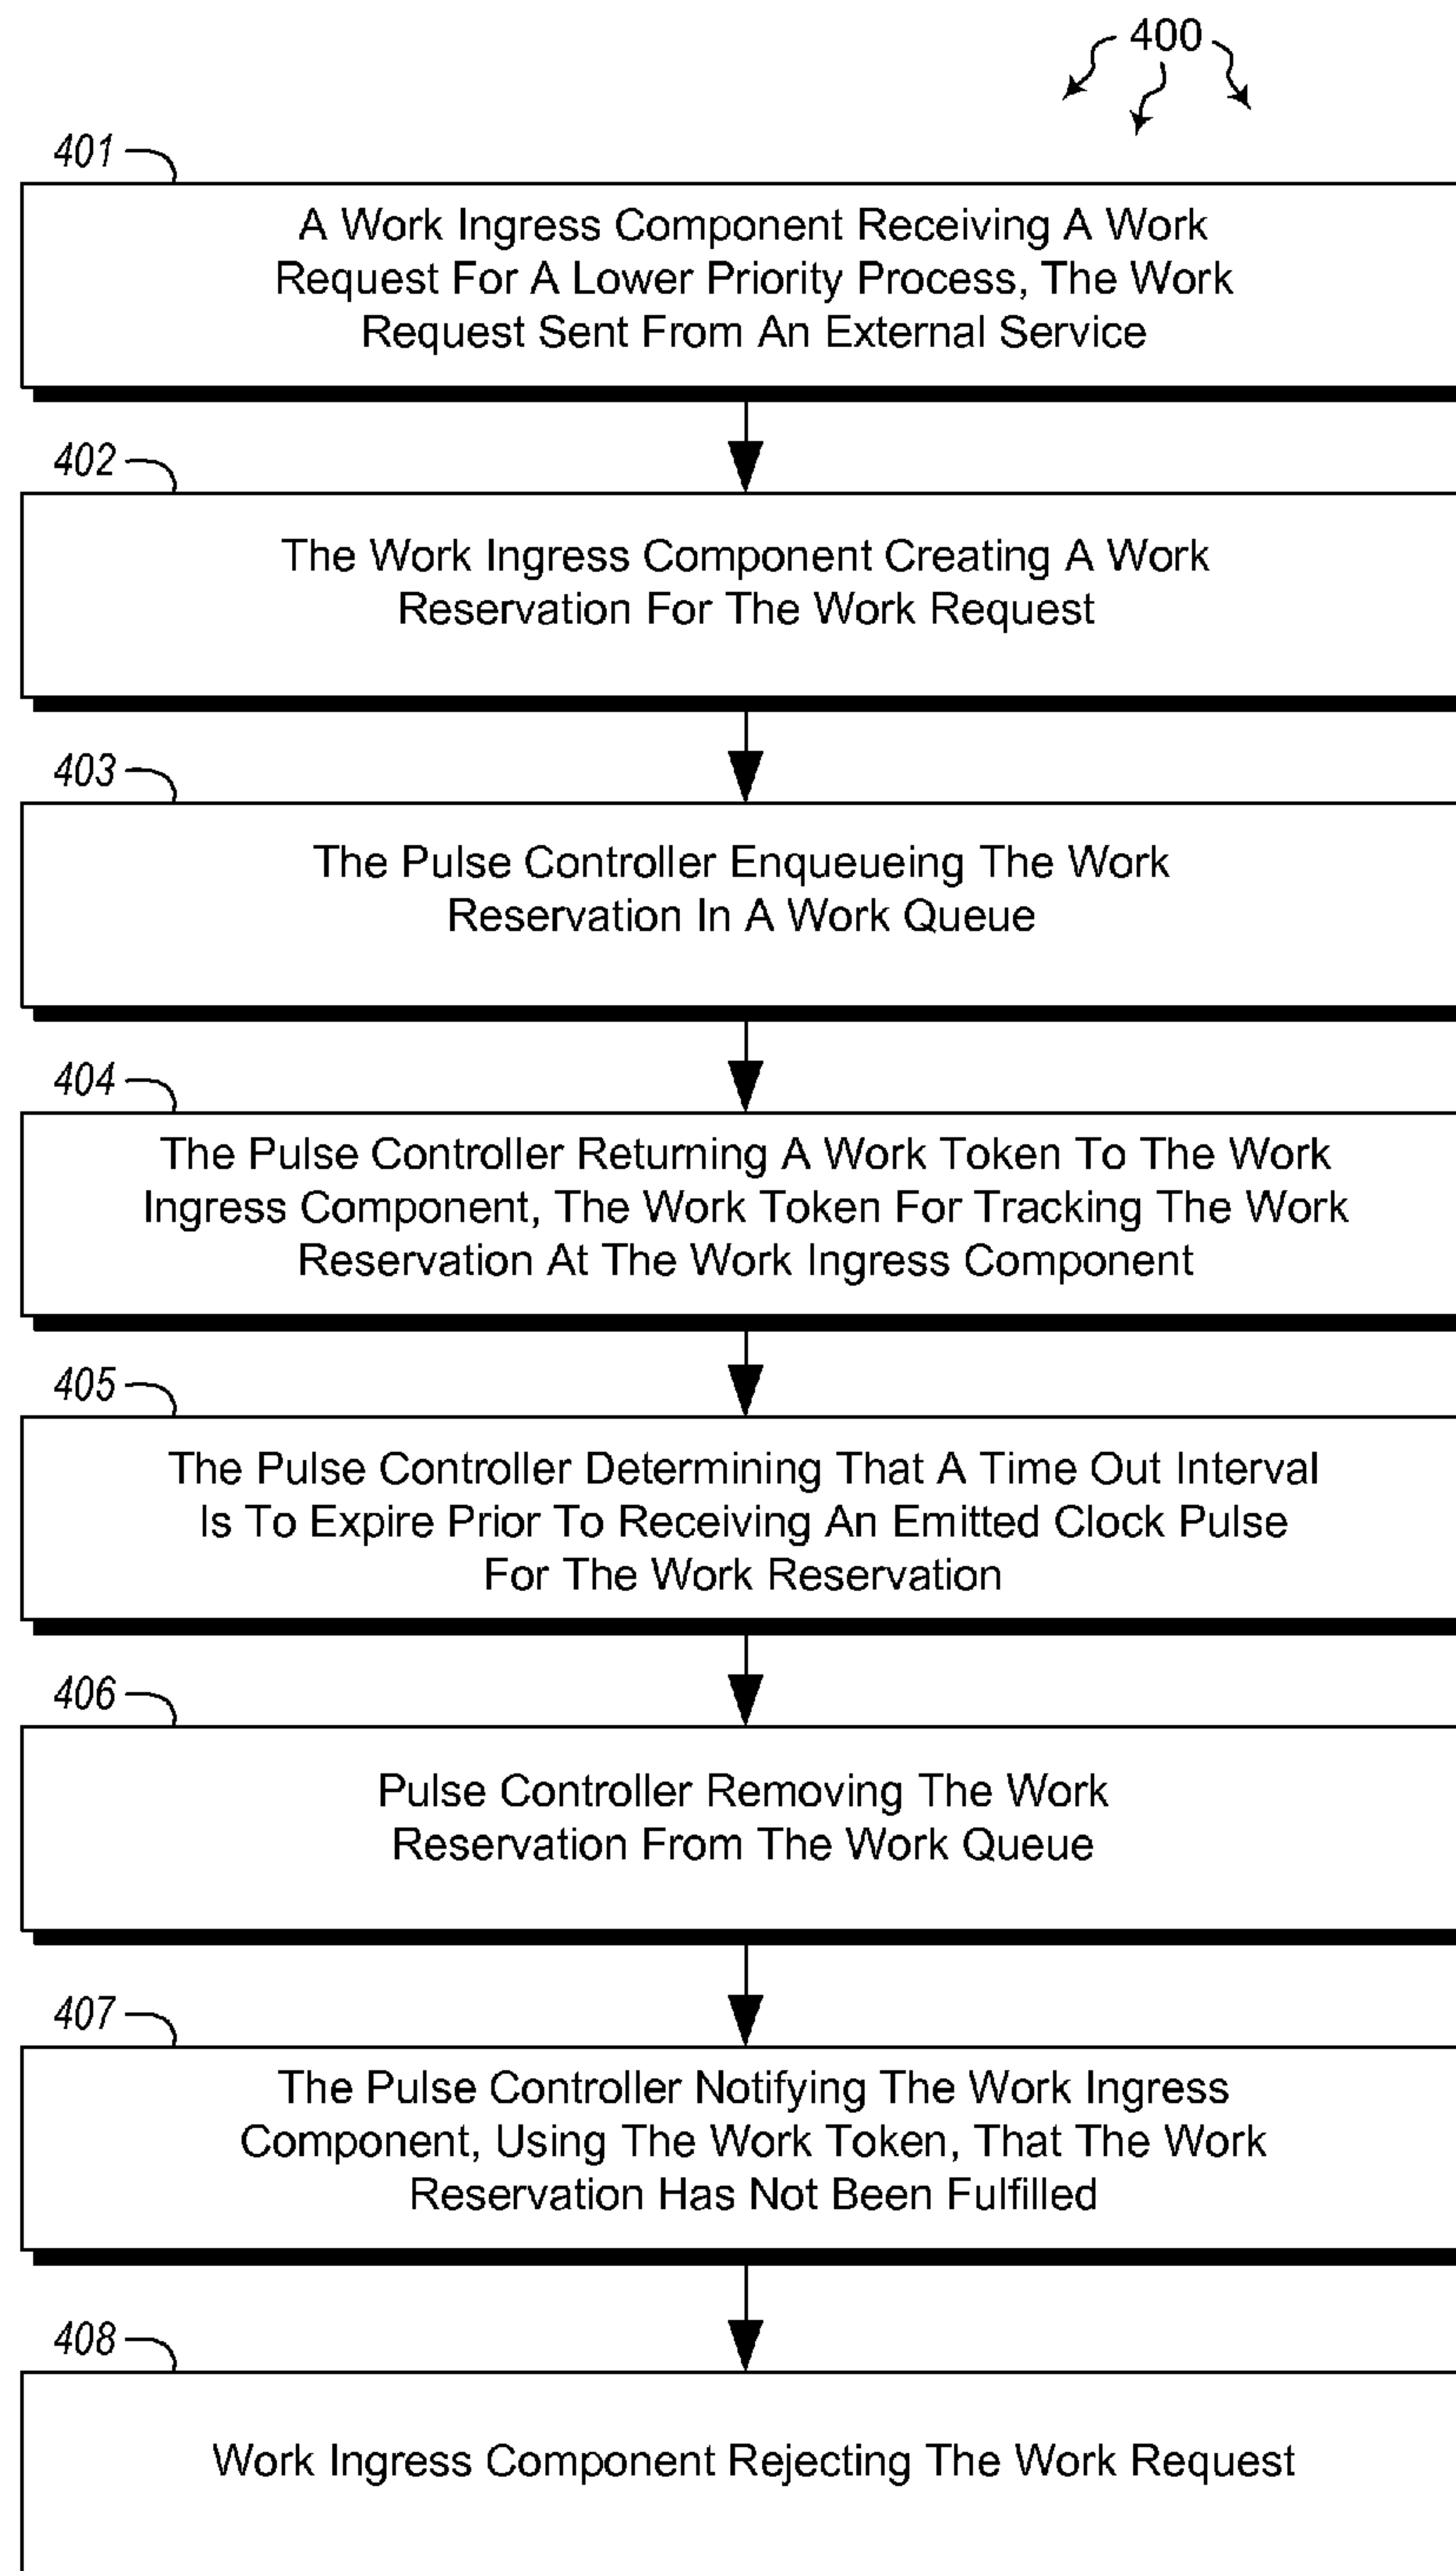 400
401
A Work Ingress Component Receiving A Work
Request For A Lower Priority Process, The Work
Request Sent From An External Service
402
The Work Ingress Component Creating A Work
Reservation For The Work Request
403
The Pulse Controller Enqueueing The Work
Reservation In A Work Queue
404
The Pulse Controller Returning A Work Token To The Work
Ingress Component, The Work Token For Tracking The Work
Reservation At The Work Ingress Component
405
The Pulse Controller Determining That A Time Out Interval
Is To Expire Prior To Receiving An Emitted Clock Pulse
For The Work Reservation
406
Pulse Controller Removing The Work
Reservation From The Work Queue
407
The Pulse Controller Notifying The Work Ingress
Component, Using The Work Token, That The Work
Reservation Has Not Been Fulfilled
408
Work Ingress Component Rejecting The Work Request